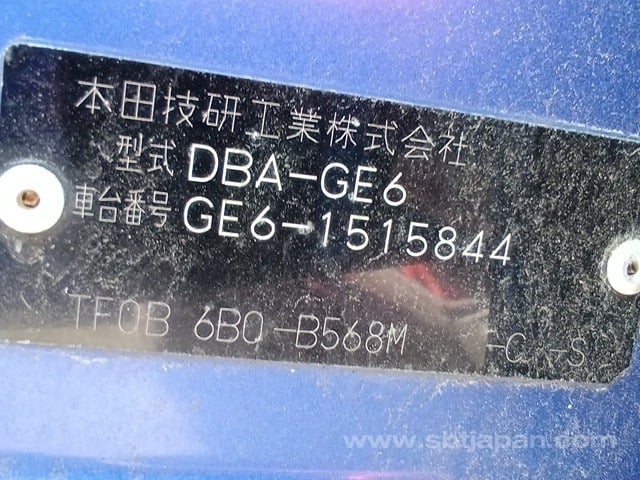 本田技研工業株式会社
型式 DBA-GE6
車台番号 GE6-1515844
TF0B 6B0-B568M -C -S
www.sbtjapan.com